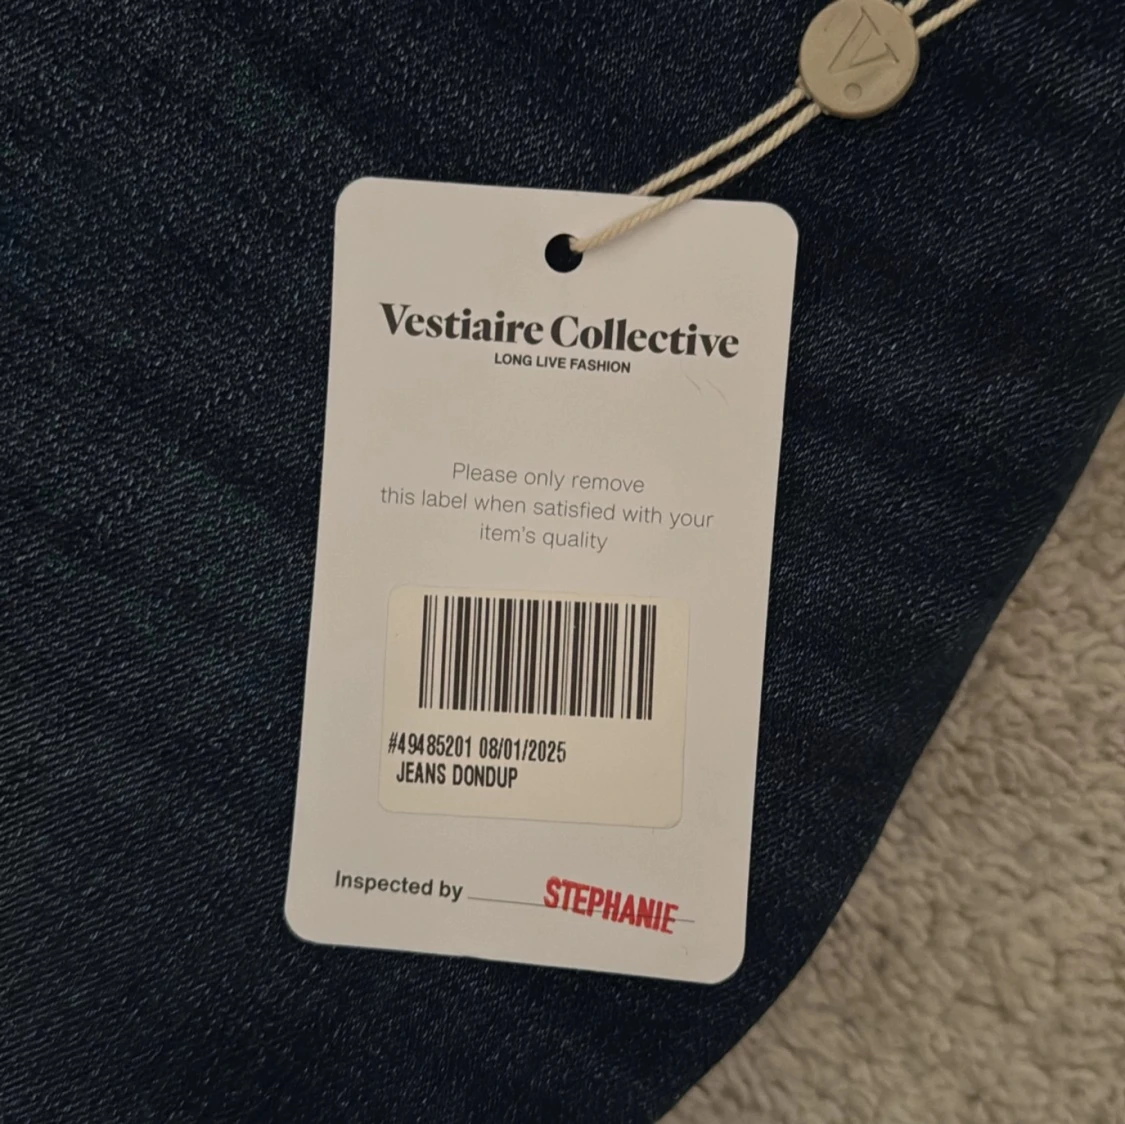 V
Vestiaire Collective
LONG LIVE FASHION
Please only remove
this label when satisfied with your
item's quality
#49485201 08/01/2025
JEANS DONDUP
Inspected by STEPHANIE